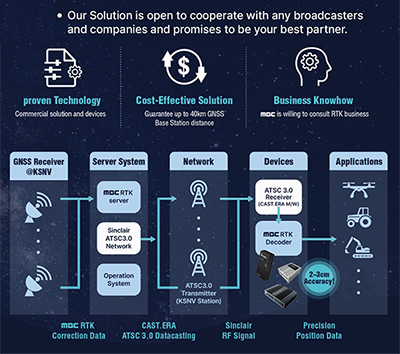 • Our Solution is open to cooperate with any broadcasters
and companies and promises to be your best partner.
proven Technology
Commercial solution and devices
Cost-Effective Solution
Guarantee up to 40km GNSS
Base Station distance
Business Knowhow
MBC is willing to consult RTK business
GNSS Receiver
@KSNV
Server System
MBC RTK
server
Sinclair
ATSC3.0
Network
Operation
System
Network
ATSC3.0
Transmitter
(KSNV Station)
Devices
ATSC 3.0
Receiver
(CAST.ERA M/W)
MBC RTK
Decoder
2~3cm
Accuracy!
Applications
MBC RTK
Correction Data
CAST.ERA
ATSC 3.0 Datacasting
Sinclair
RF Signal
Precision
Position Data